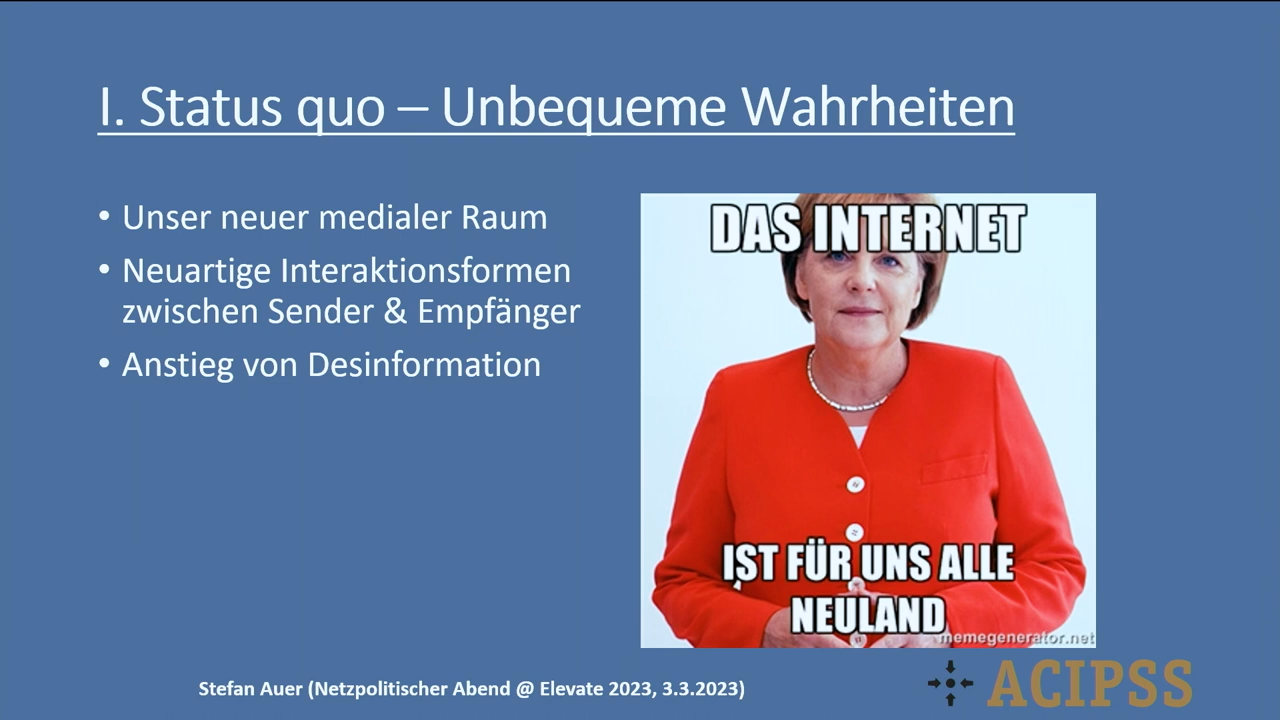 I. Status quo – Unbequeme Wahrheiten
• Unser neuer medialer Raum
• Neuartige Interaktionsformen
zwischen Sender & Empfänger
• Anstieg von Desinformation
DAS INTERNET
IST FÜR UNS ALLE
NEULAND
memegenerator.net
Stefan Auer (Netzpolitischer Abend @ Elevate 2023, 3.3.2023)
ACIPSS